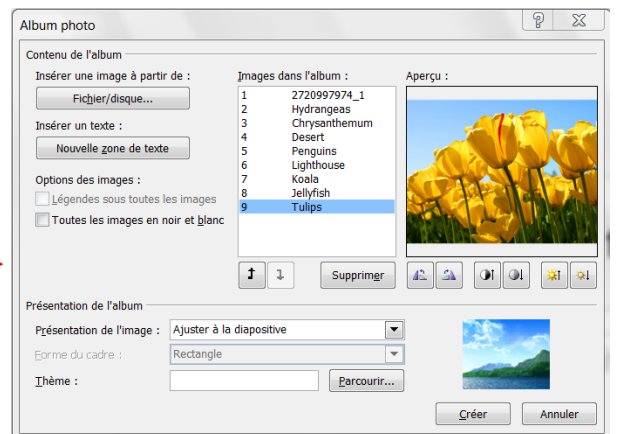 Album photo
Contenu de l'album
Insérer une image à partir de :
Fichier/disque...
Insérer un texte :
Nouvelle zone de texte
Options des images :
Légendes sous toutes les images
Toutes les images en noir et blanc
Images dans l'album :
1 2720997974_1
2 Hydrangeas
3 Chrysanthemum
4 Desert
5 Penguins
6 Lighthouse
7 Koala
8 Jellyfish
9 Tulips
Supprimer
Aperçu :
Présentation de l'album
Présentation de l'image : Ajuster à la diapositive
Forme du cadre : Rectangle
Thème :
Parcourir...
Créer
Annuler